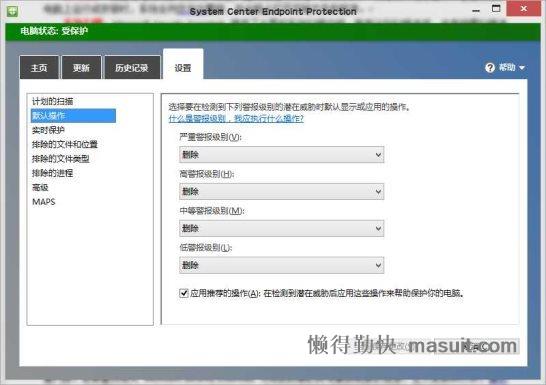 System Center Endpoint Protection
电脑状态: 受保护
主页
更新
历史记录
设置
帮助
计划的扫描
默认操作
实时保护
排除的文件和位置
排除的文件类型
排除的进程
高级
MAPS
选择要在检测到下列警报级别的潜在威胁时默认显示或应用的操作。
什么是警报级别，我应执行什么操作?
严重警报级别(V):
删除
高警报级别(H):
删除
中等警报级别(M):
删除
低警报级别(L):
删除
应用推荐的操作(A): 在检测到潜在威胁后应用这些操作来帮助保护你的电脑。
懒得勤快 masuit.com